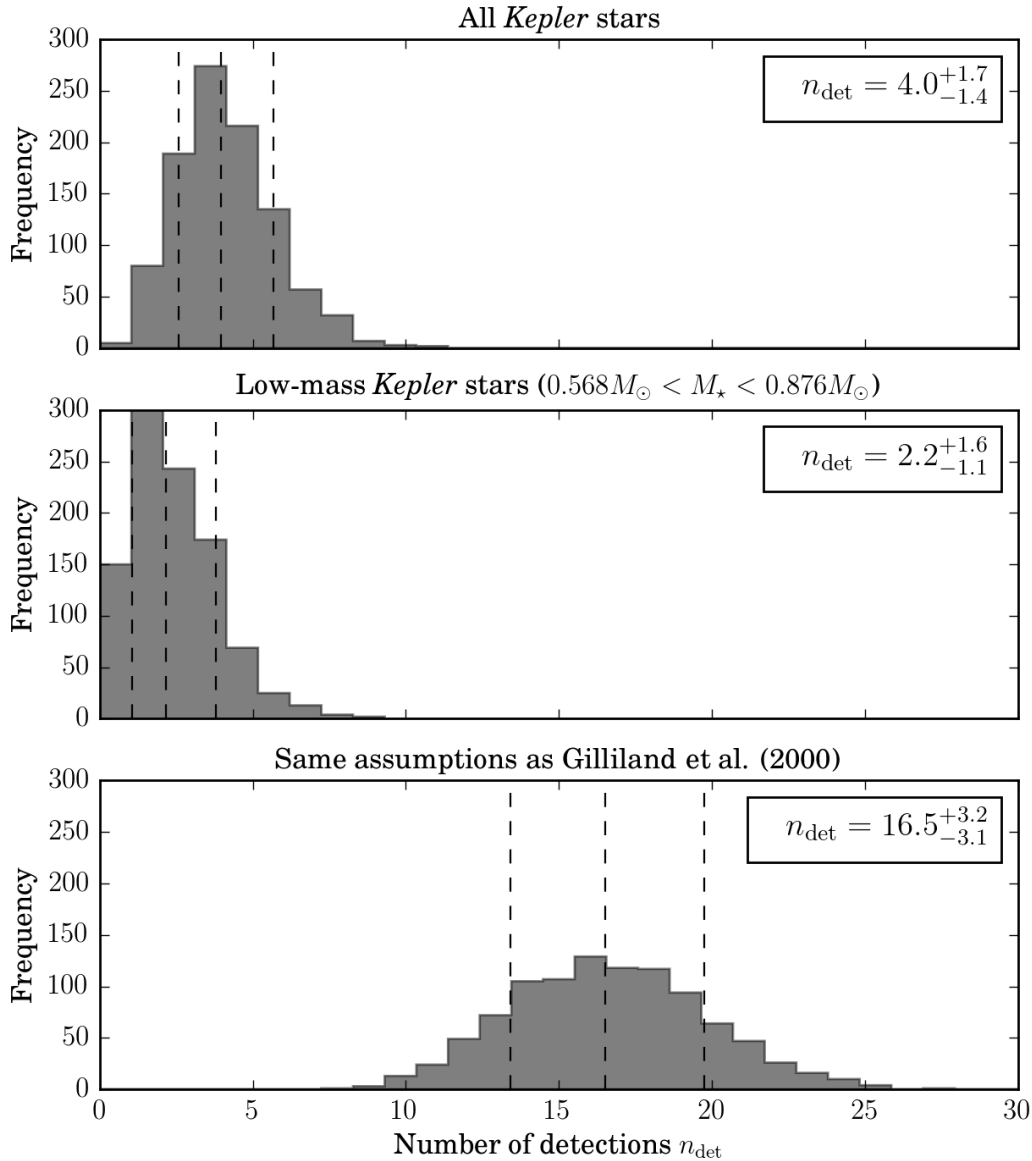 All Kepler stars
300
250
200
150
100
50
0
Frequency
n_det = 4.0 +1.7 −1.4
Low-mass Kepler stars (0.568M⊙ < M⋆ < 0.876M⊙)
300
250
200
150
100
50
0
Frequency
n_det = 2.2 +1.6 −1.1
Same assumptions as Gilliland et al. (2000)
300
250
200
150
100
50
0
Frequency
n_det = 16.5 +3.2 −3.1
0 5 10 15 20 25 30
Number of detections n_det